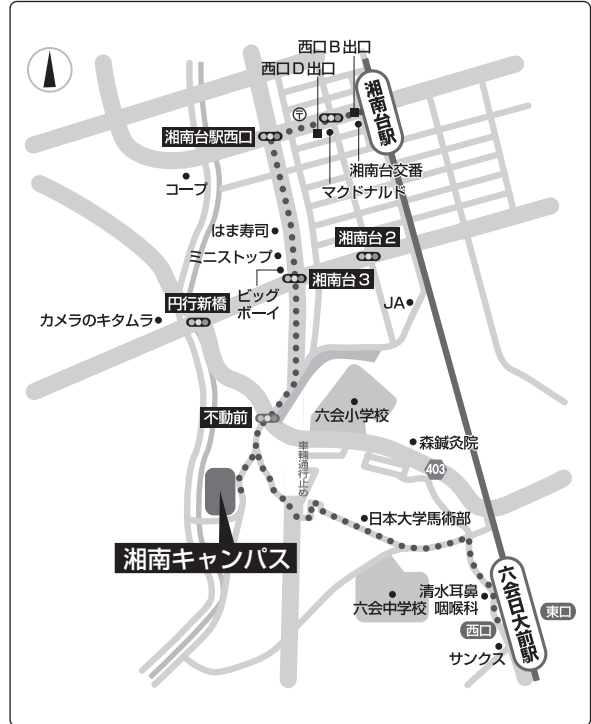 西口B出口
西口D出口
湘南台駅
〒
湘南台駅西口
湘南台交番
マクドナルド
コープ
はま寿司
湘南台2
ミニストップ
湘南台3
円行新橋
ビッグ
ボーイ
JA
カメラのキタムラ
不動前
六会小学校
車輌通行止め
森鍼灸院
403
日本大学馬術部
湘南キャンパス
六会日大前駅
清水耳鼻
咽喉科
六会中学校
東口
西口
サンクス